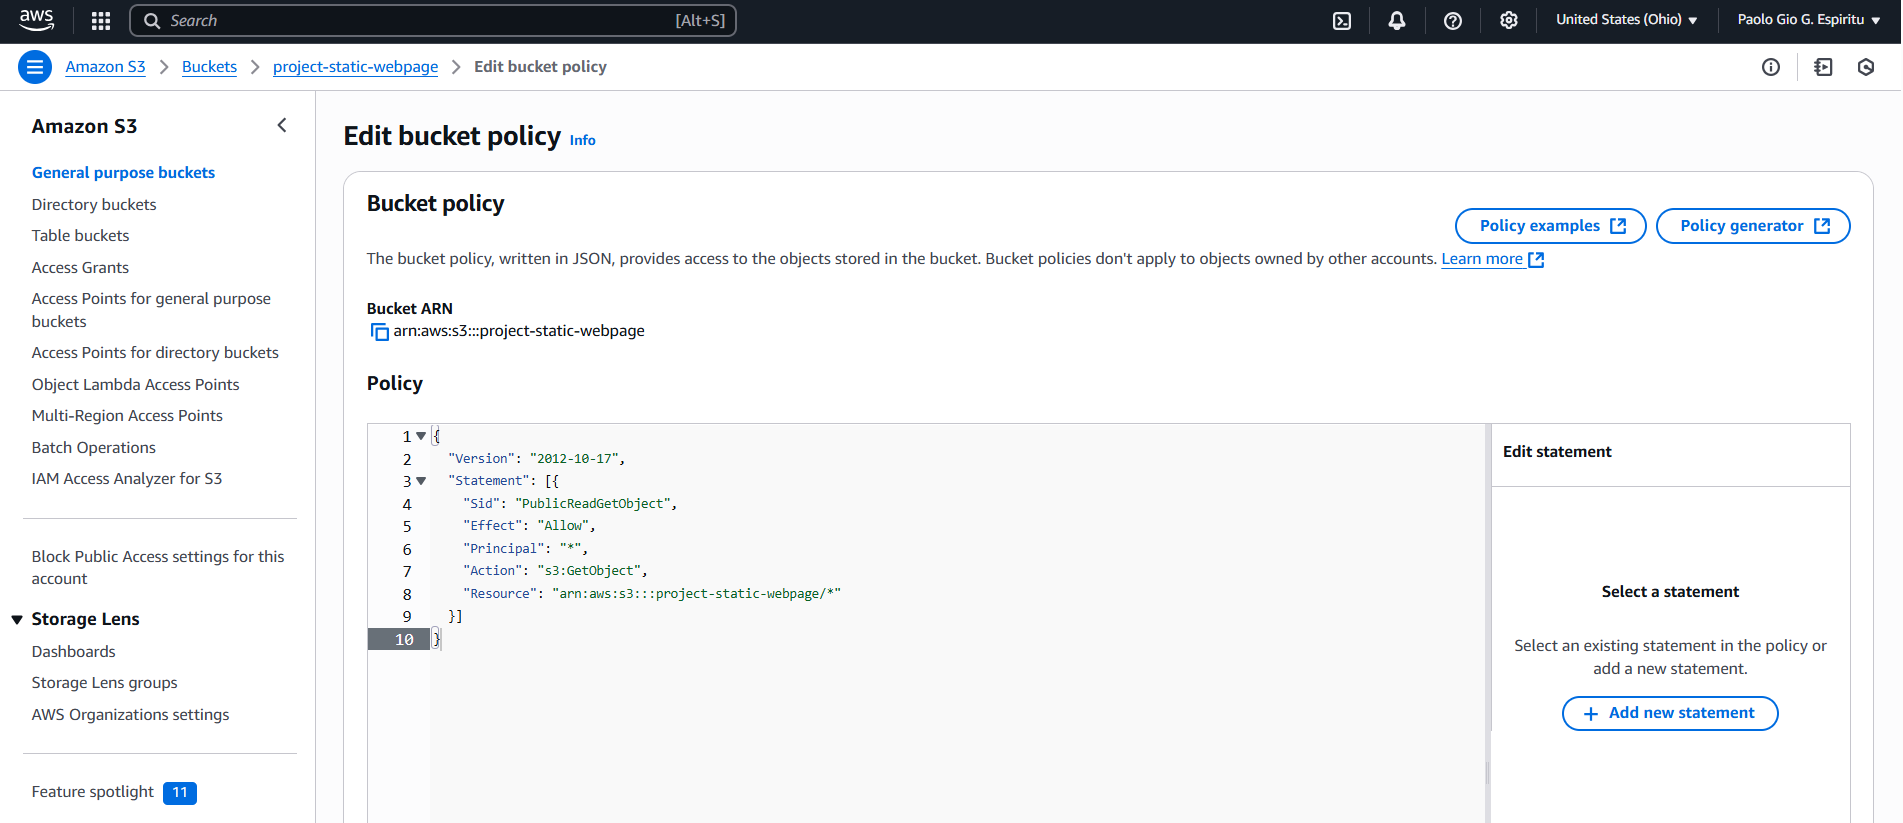 aws
Search [Alt+S]
United States (Ohio)
Paolo Gio G. Espiritu
Amazon S3 > Buckets > project-static-webpage > Edit bucket policy
Amazon S3
General purpose buckets
Directory buckets
Table buckets
Access Grants
Access Points for general purpose
buckets
Access Points for directory buckets
Object Lambda Access Points
Multi-Region Access Points
Batch Operations
IAM Access Analyzer for S3
Block Public Access settings for this
account
Storage Lens
Dashboards
Storage Lens groups
AWS Organizations settings
Feature spotlight 11
Edit bucket policy Info
Bucket policy
Policy examples
Policy generator
The bucket policy, written in JSON, provides access to the objects stored in the bucket. Bucket policies don't apply to objects owned by other accounts. Learn more
Bucket ARN
arn:aws:s3:::project-static-webpage
Policy
1 {
2 "Version": "2012-10-17",
3 "Statement": [{
4 "Sid": "PublicReadGetObject",
5 "Effect": "Allow",
6 "Principal": "*",
7 "Action": "s3:GetObject",
8 "Resource": "arn:aws:s3:::project-static-webpage/*"
9 }]
10 }
Edit statement
Select a statement
Select an existing statement in the policy or
add a new statement.
+ Add new statement